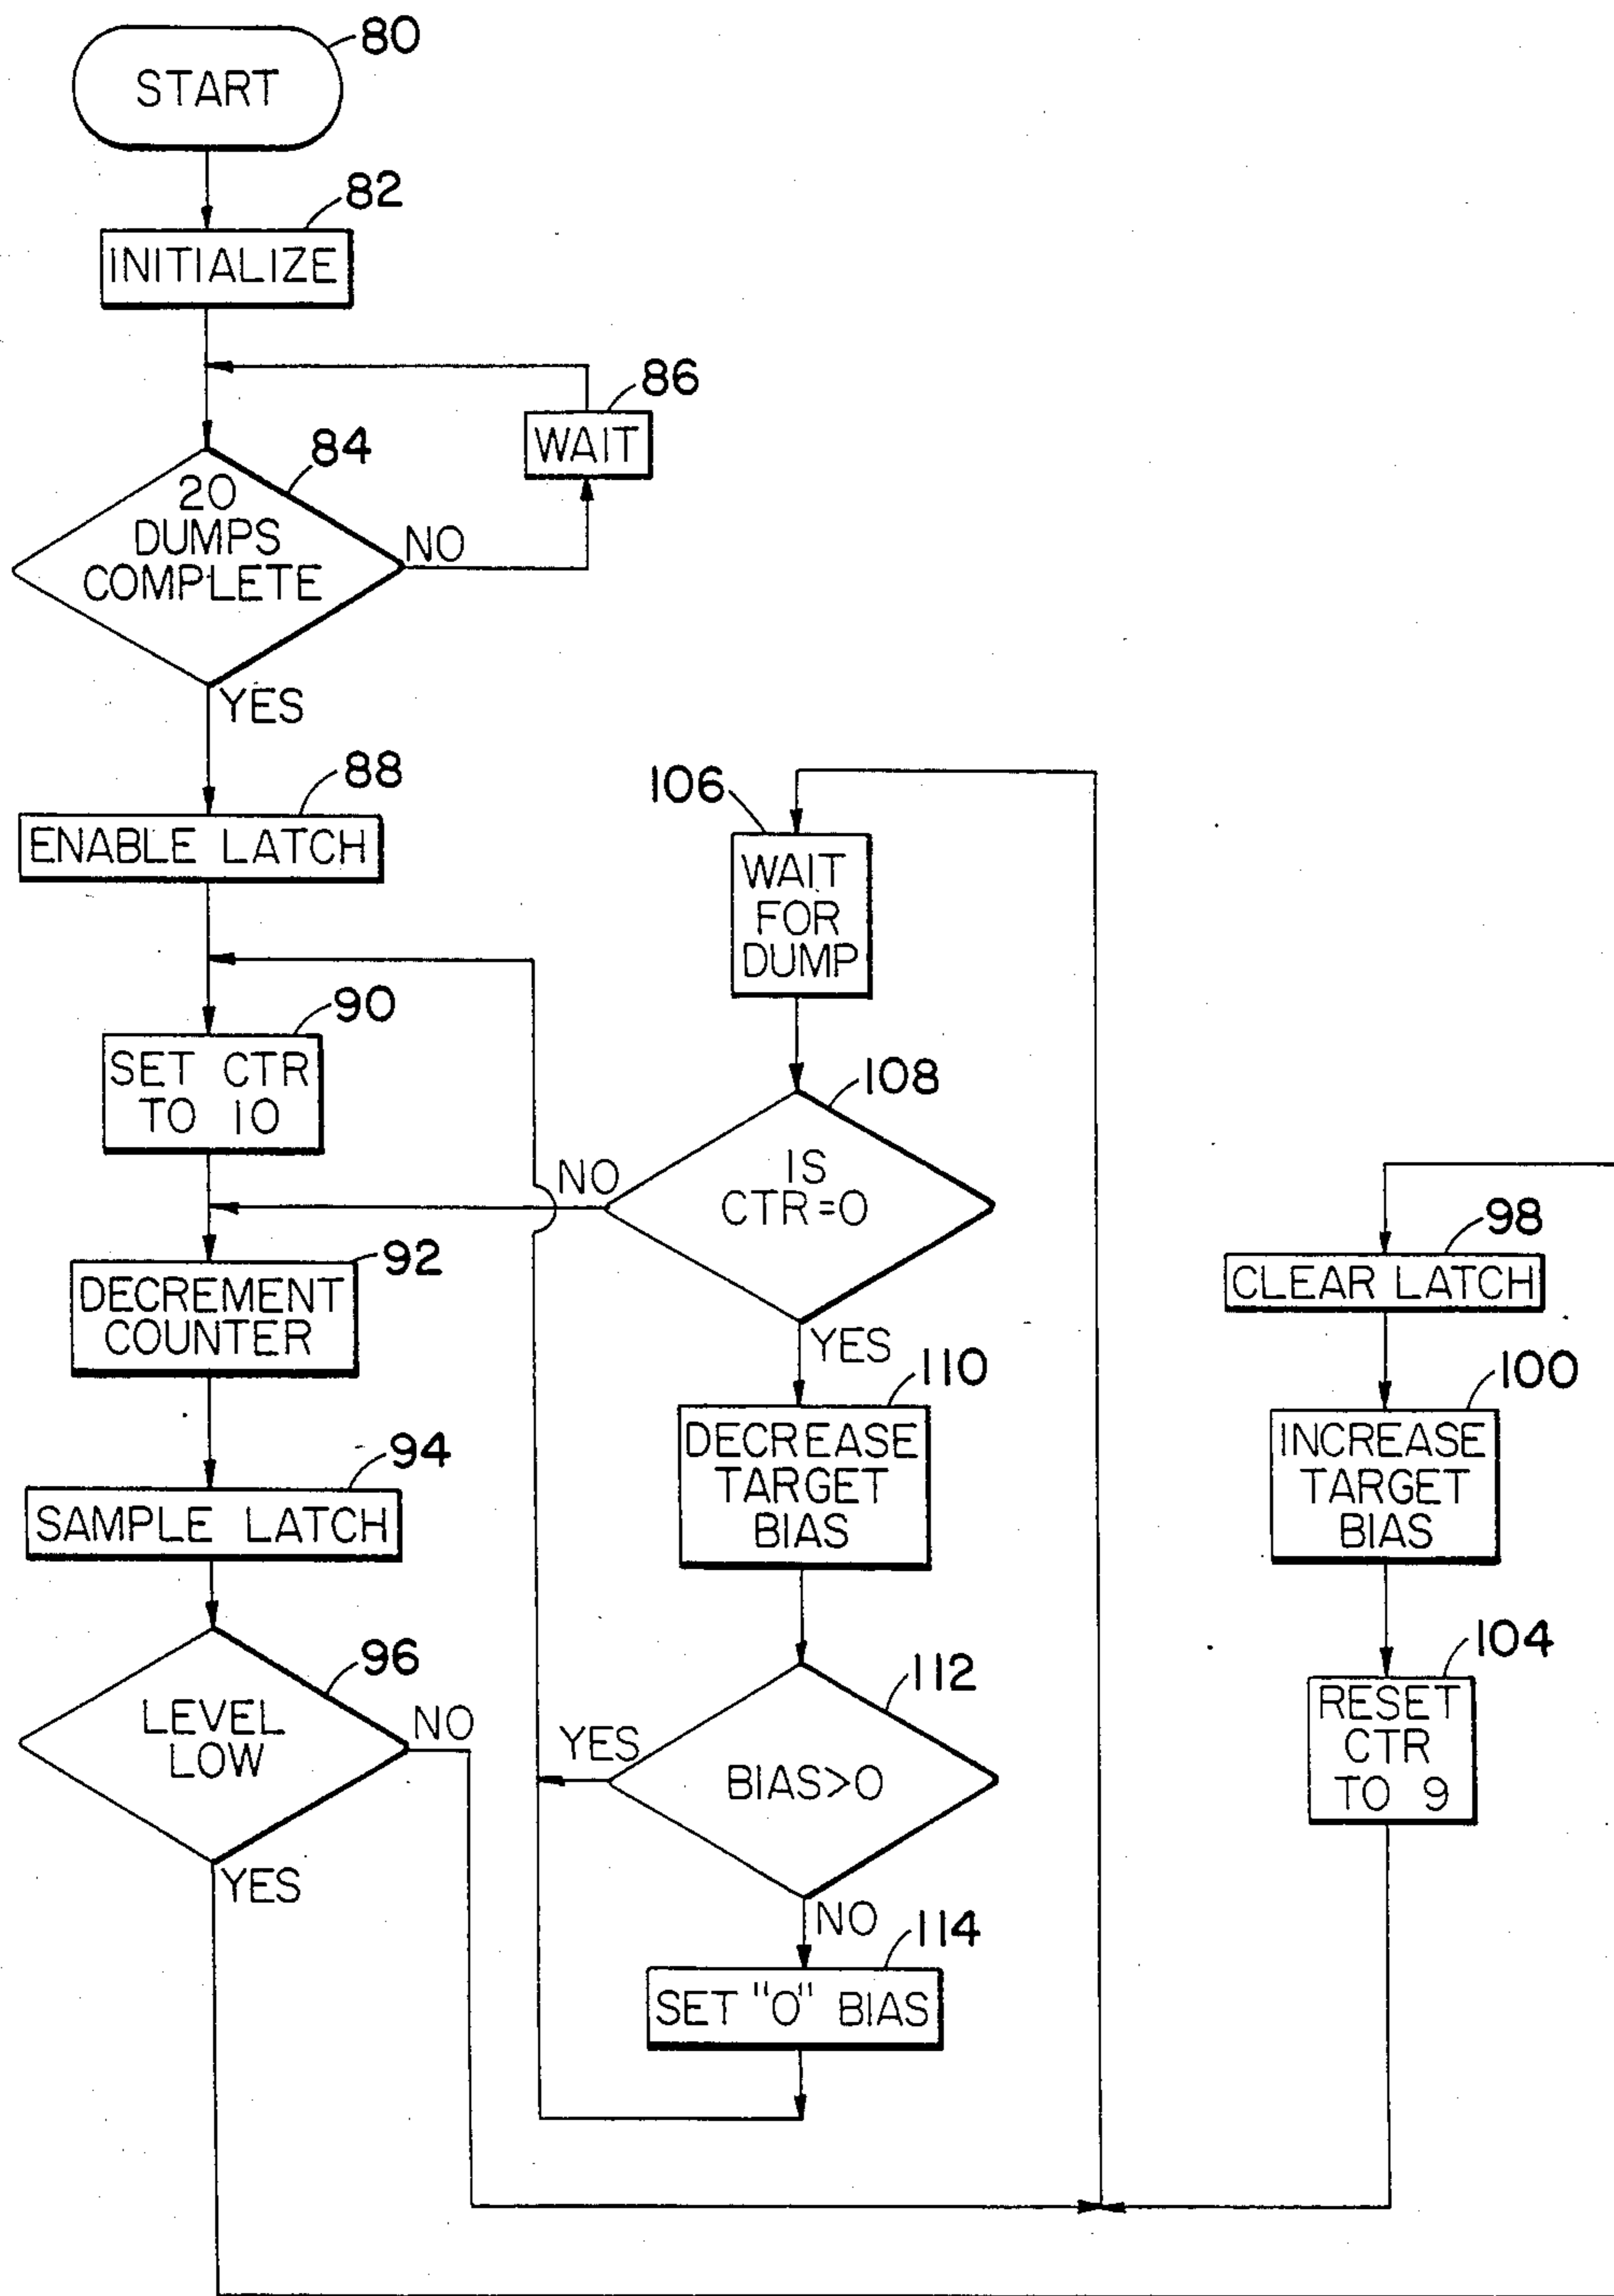 80
START
82
INITIALIZE
86
WAIT
84
20
DUMPS
COMPLETE
NO
YES
88
ENABLE LATCH
90
SET CTR
TO 10
92
DECREMENT
COUNTER
94
SAMPLE LATCH
96
LEVEL
LOW
NO
YES
106
WAIT
FOR
DUMP
108
IS
CTR=0
NO
YES
110
DECREASE
TARGET
BIAS
112
BIAS>0
YES
NO
114
SET "0" BIAS
98
CLEAR LATCH
100
INCREASE
TARGET
BIAS
104
RESET
CTR
TO 9